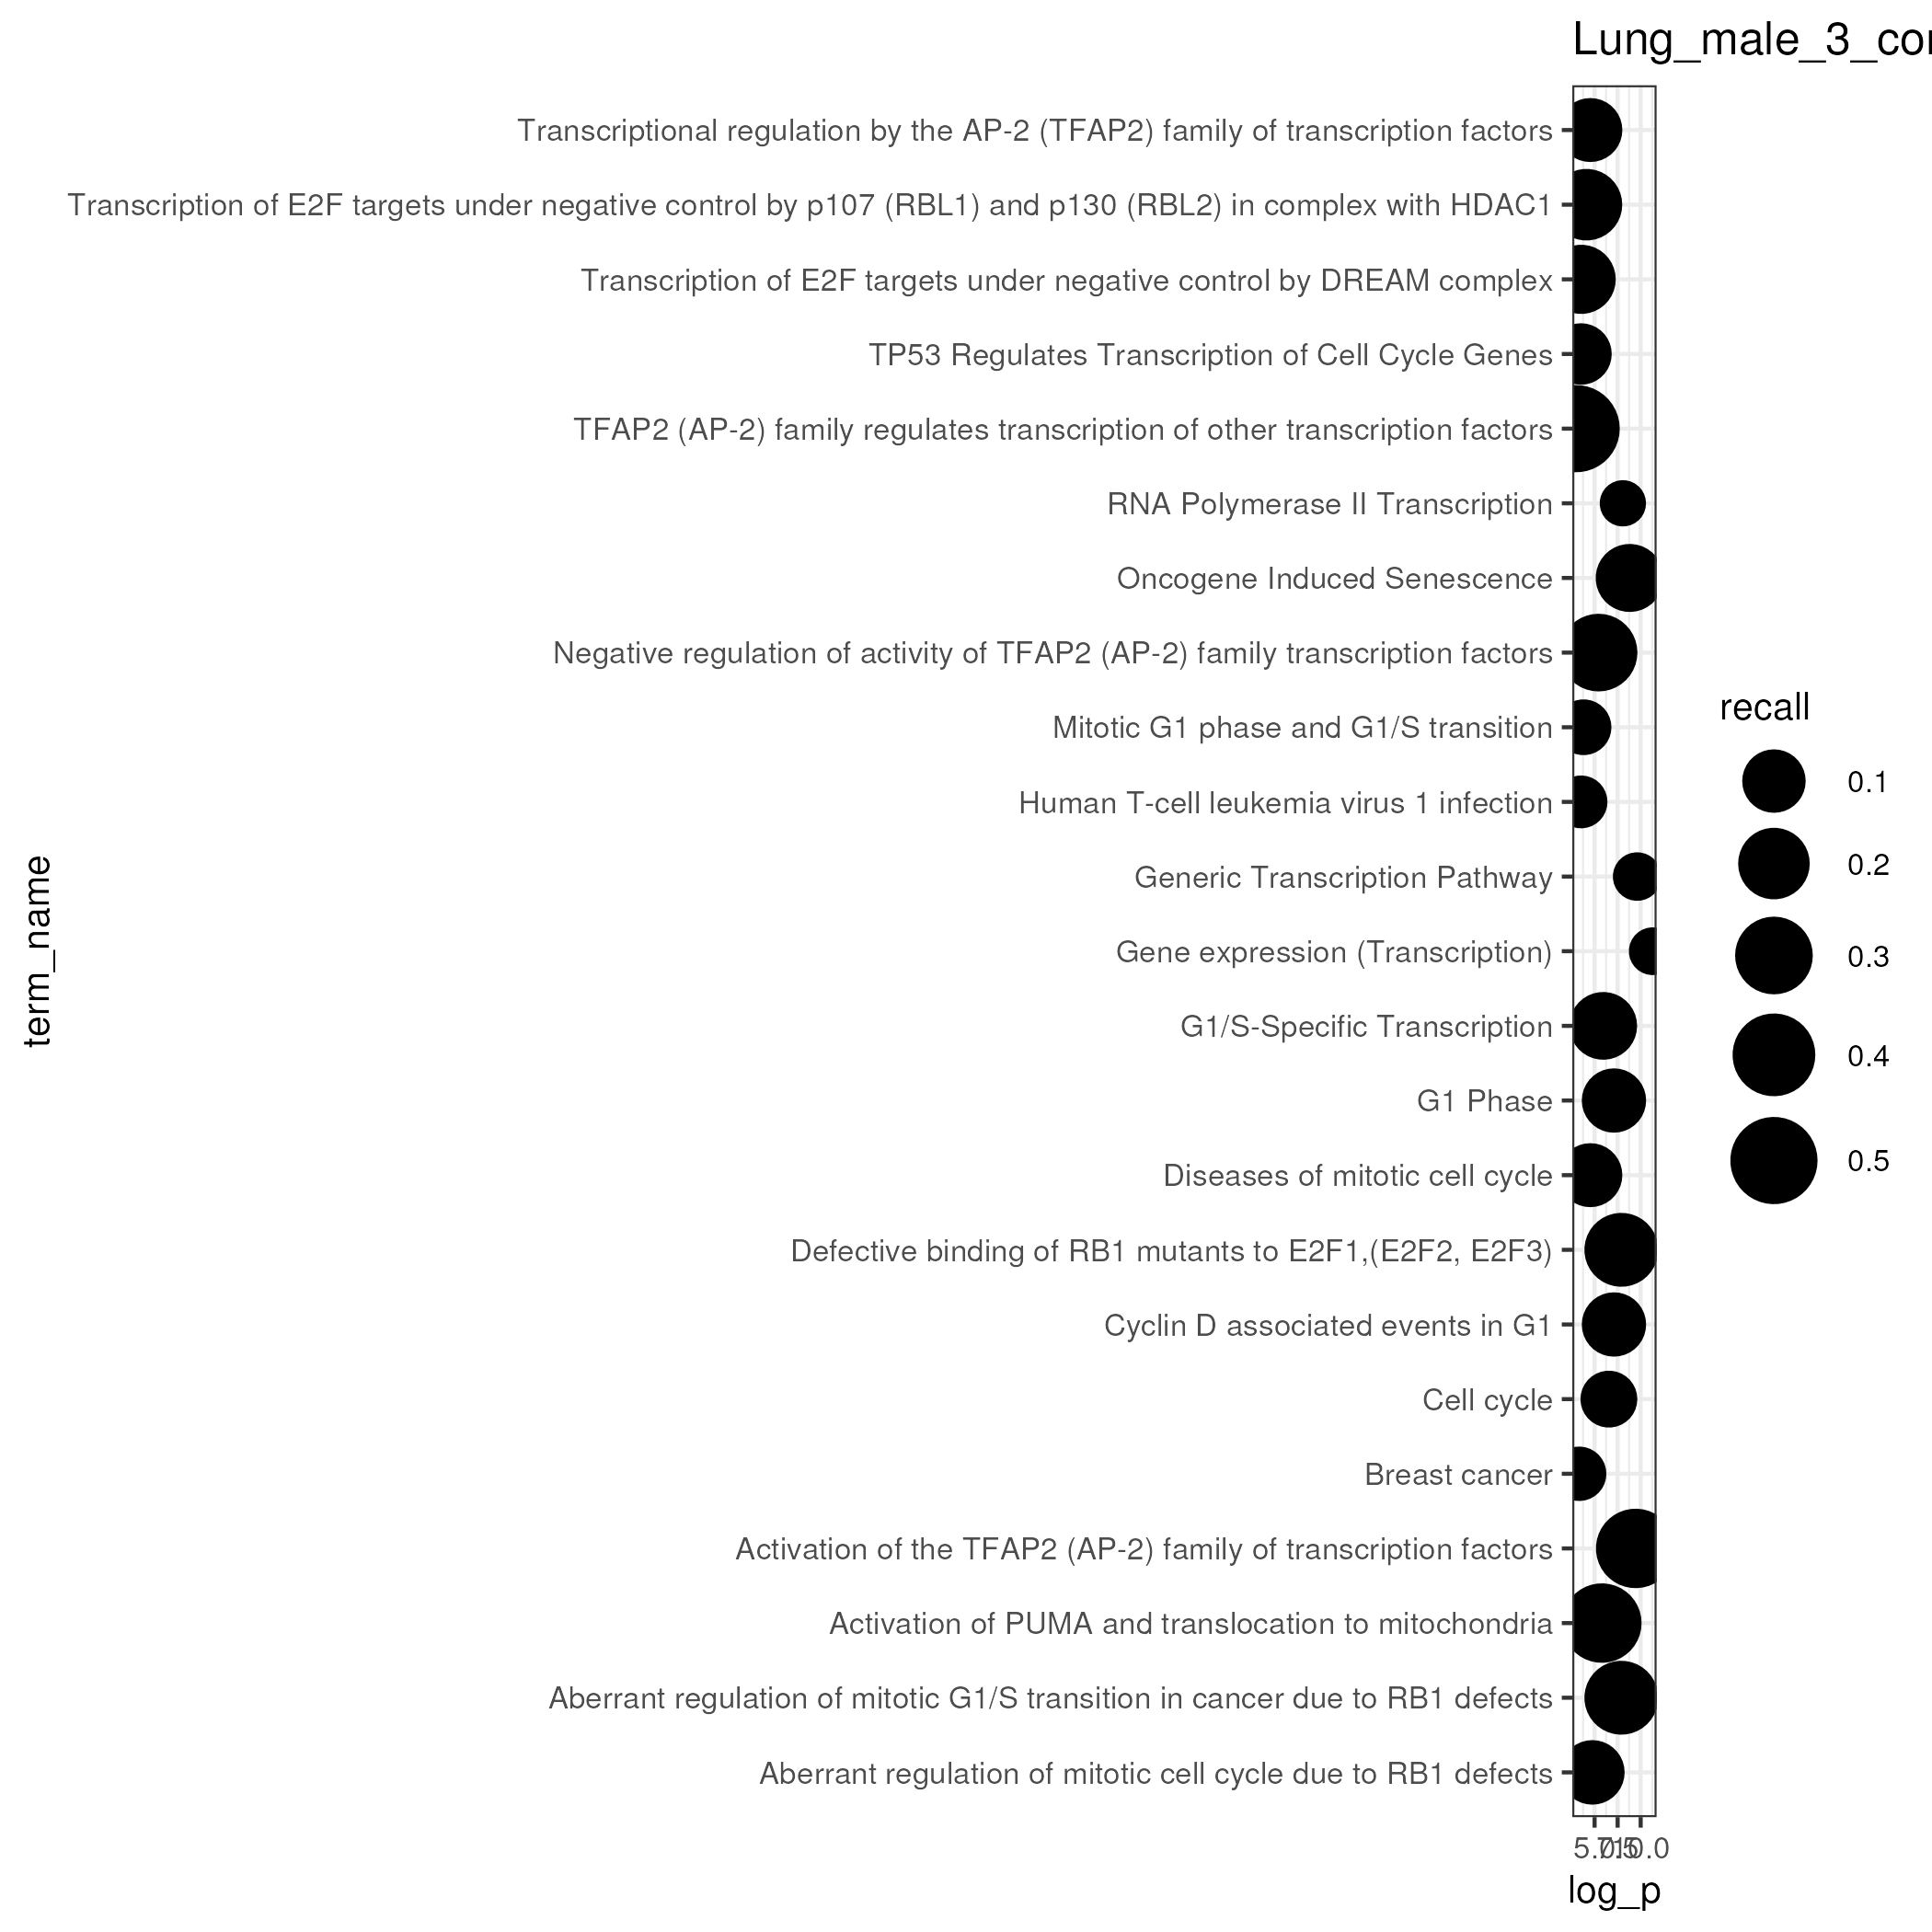 Lung_male_3_co
Transcriptional regulation by the AP-2 (TFAP2) family of transcription factors
Transcription of E2F targets under negative control by p107 (RBL1) and p130 (RBL2) in complex with HDAC1
Transcription of E2F targets under negative control by DREAM complex
TP53 Regulates Transcription of Cell Cycle Genes
TFAP2 (AP-2) family regulates transcription of other transcription factors
RNA Polymerase II Transcription
Oncogene Induced Senescence
Negative regulation of activity of TFAP2 (AP-2) family transcription factors
Mitotic G1 phase and G1/S transition
Human T-cell leukemia virus 1 infection
Generic Transcription Pathway
Gene expression (Transcription)
G1/S-Specific Transcription
G1 Phase
Diseases of mitotic cell cycle
Defective binding of RB1 mutants to E2F1,(E2F2, E2F3)
Cyclin D associated events in G1
Cell cycle
Breast cancer
Activation of the TFAP2 (AP-2) family of transcription factors
Activation of PUMA and translocation to mitochondria
Aberrant regulation of mitotic G1/S transition in cancer due to RB1 defects
Aberrant regulation of mitotic cell cycle due to RB1 defects
term_name
5.0 7.5 10.0
log_p
recall
0.1
0.2
0.3
0.4
0.5